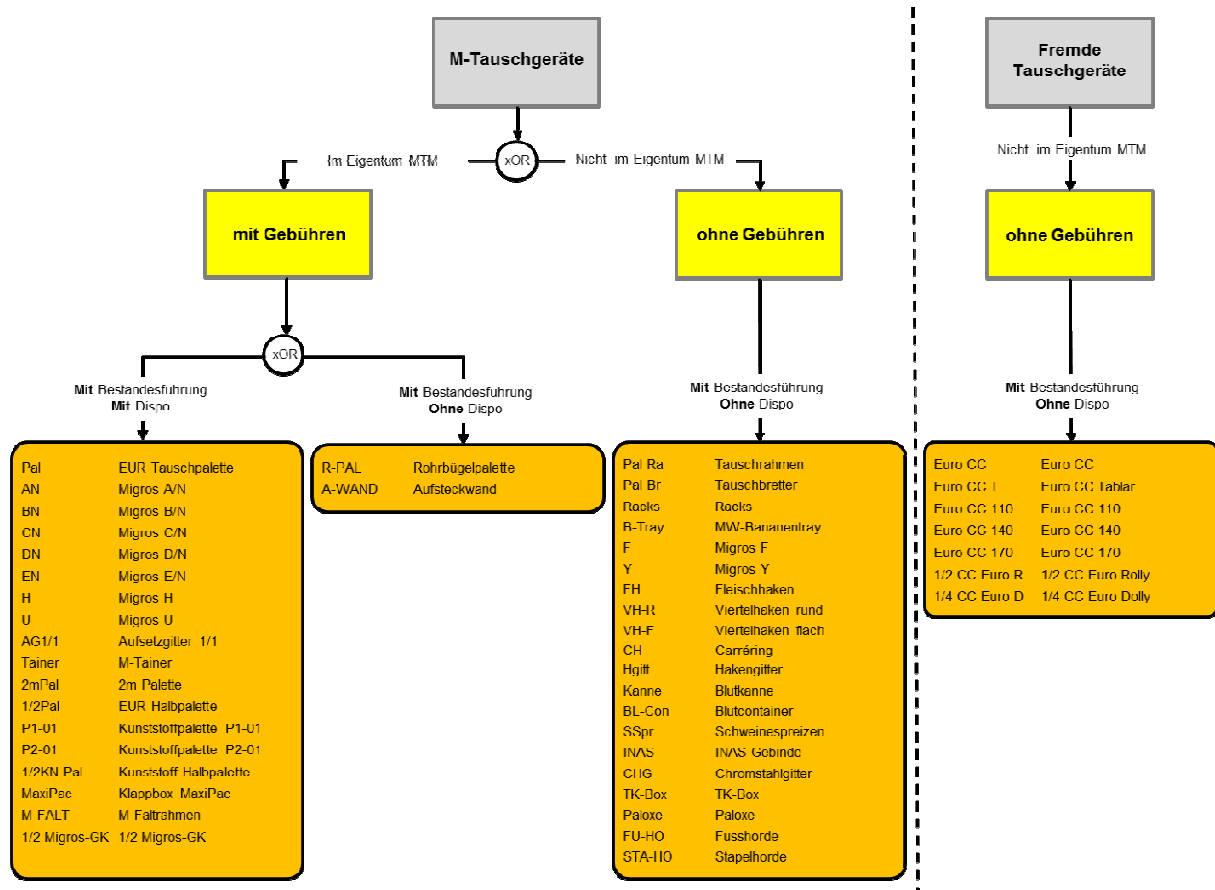 M-Tauschgeräte
Fremde
Tauschgeräte
Im Eigentum MTM
xOR
Nicht im Eigentum MTM
Nicht im Eigentum MTM
mit Gebühren
ohne Gebühren
ohne Gebühren
xOR
Mit Bestandesführung
Mit Dispo
Mit Bestandesführung
Ohne Dispo
Mit Bestandesführung
Ohne Dispo
Mit Bestandesführung
Ohne Dispo
Pal EUR Tauschpalette
AN Migros A/N
BN Migros B/N
CN Migros C/N
DN Migros D/N
EN Migros E/N
H Migros H
U Migros U
AG1/1 Aufsetzgitter 1/1
Tainer M-Tainer
2mPal 2m Palette
1/2Pal EUR Halbpalette
P1-01 Kunststoffpalette P1-01
P2-01 Kunststoffpalette P2-01
1/2KN Pal Kunststoff Halbpalette
MaxiPac Klappbox MaxiPac
M FALT M Faltrahmen
1/2 Migros-GK 1/2 Migros-GK
R-PAL Rohrbügelpalette
A-WAND Aufsteckwand
Pal Ra Tauschrahmen
Pal Br Tauschbretter
Racks Racks
B-Tray MW-Bananentray
F Migros F
Y Migros Y
FH Fleischhaken
VH-R Viertelhaken rund
VH-F Viertelhaken flach
CH Carréring
Hgitt Hakengitter
Kanne Blutkanne
BL-Con Blutcontainer
SSpr Schweinespreizen
INAS INAS Gebinde
CHG Chromstahlgitter
TK-Box TK-Box
Paloxe Paloxe
FU-HO Fusshorde
STA-HO Stapelhorde
Euro CC Euro CC
Euro CC T Euro CC Tablar
Euro CC 110 Euro CC 110
Euro CC 140 Euro CC 140
Euro CC 170 Euro CC 170
1/2 CC Euro R 1/2 CC Euro Rolly
1/4 CC Euro D 1/4 CC Euro Dolly